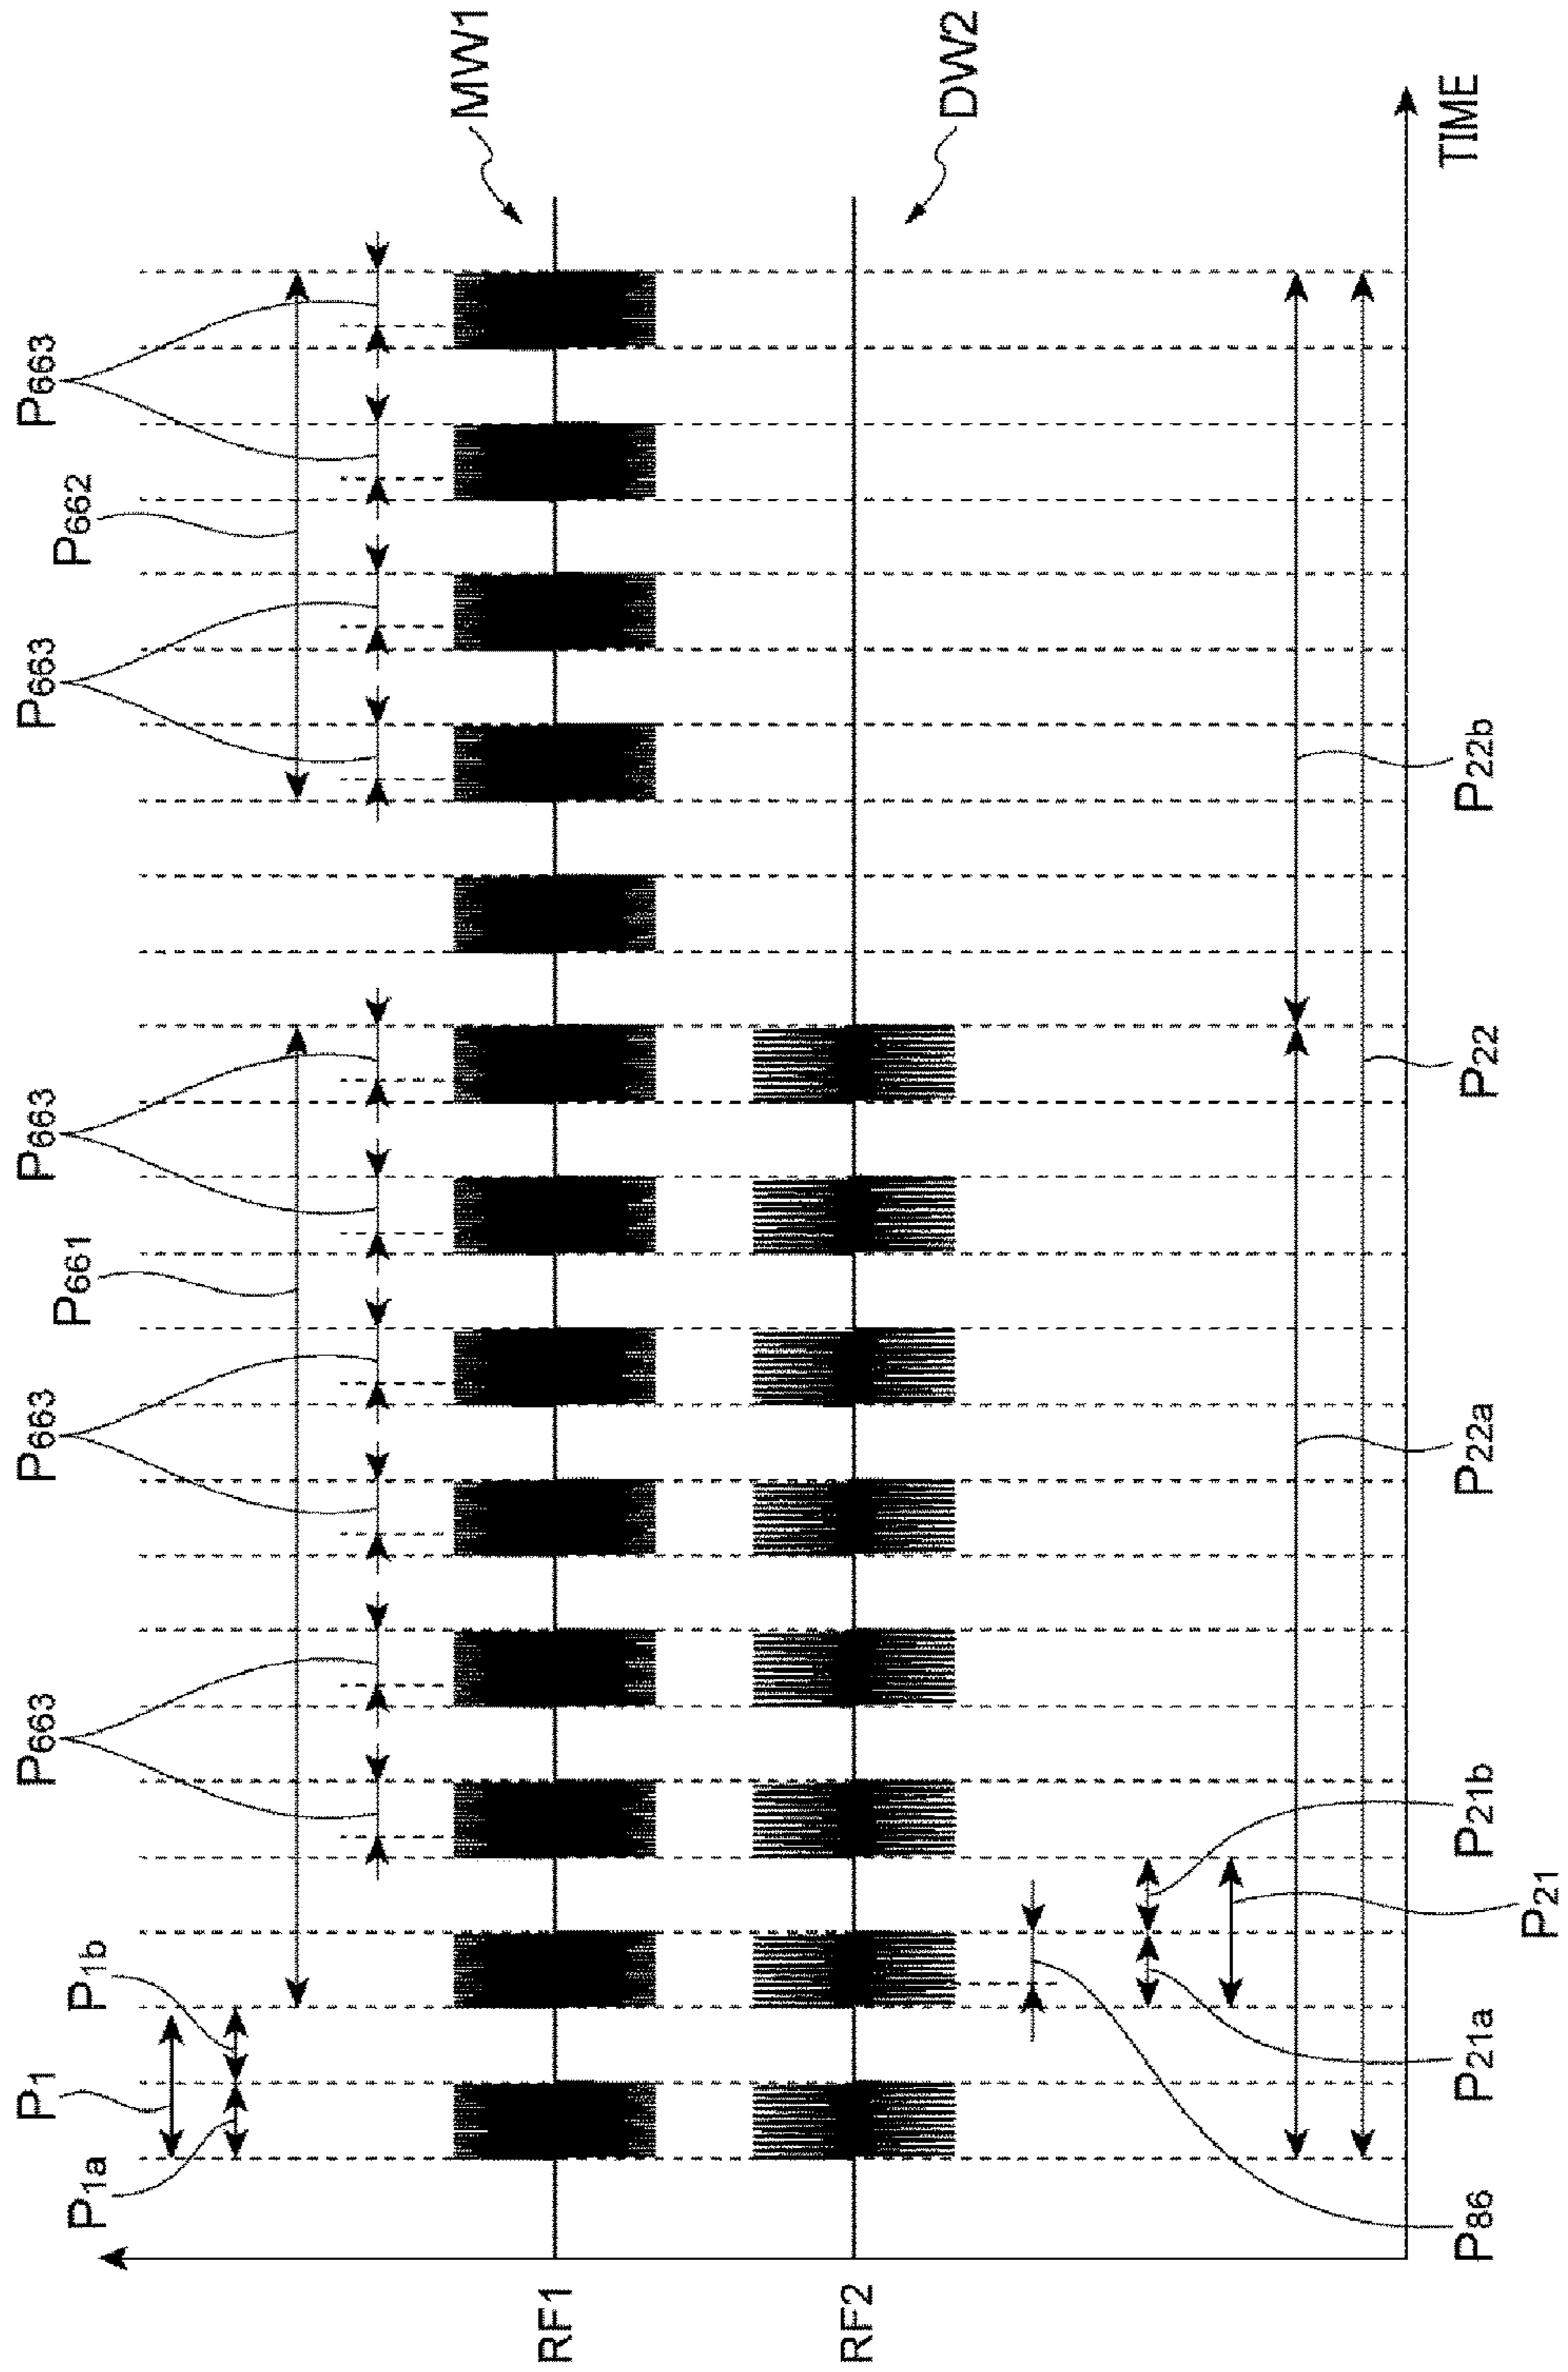 P1 P663 P663 P663 P663 P663
P1a P1b P661 P662
MW1
RF1
RF2
DW2
TIME
P86 P21a P21b P22a P22 P22b
P21